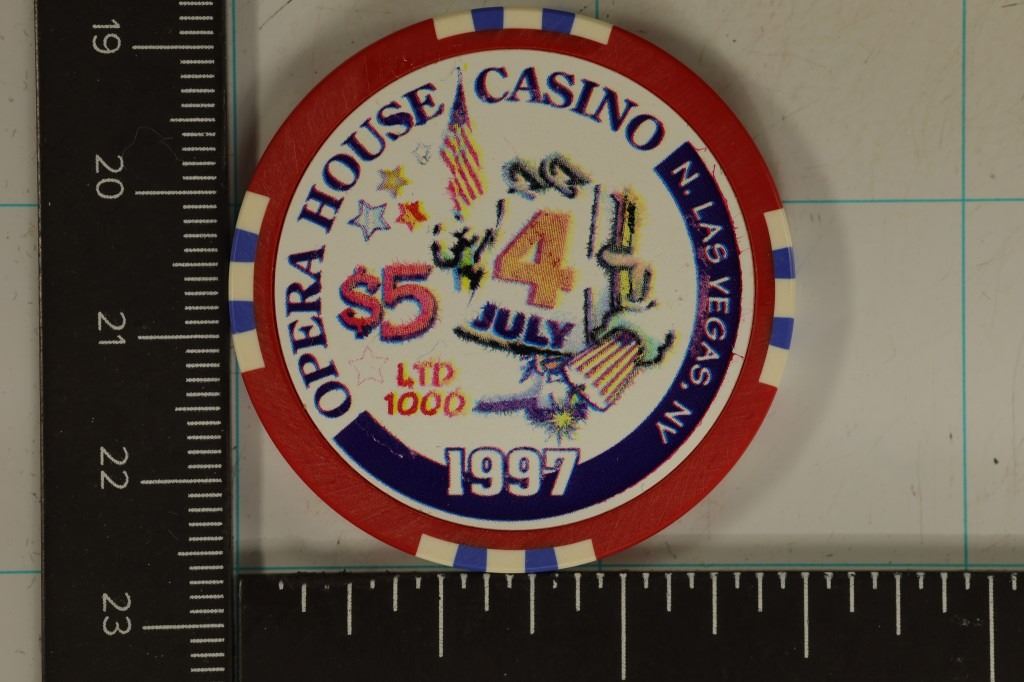 OPERA HOUSE CASINO
N. LAS VEGAS, NV
4
JULY
$5
LTD
1000
1997
19
20
21
22
23